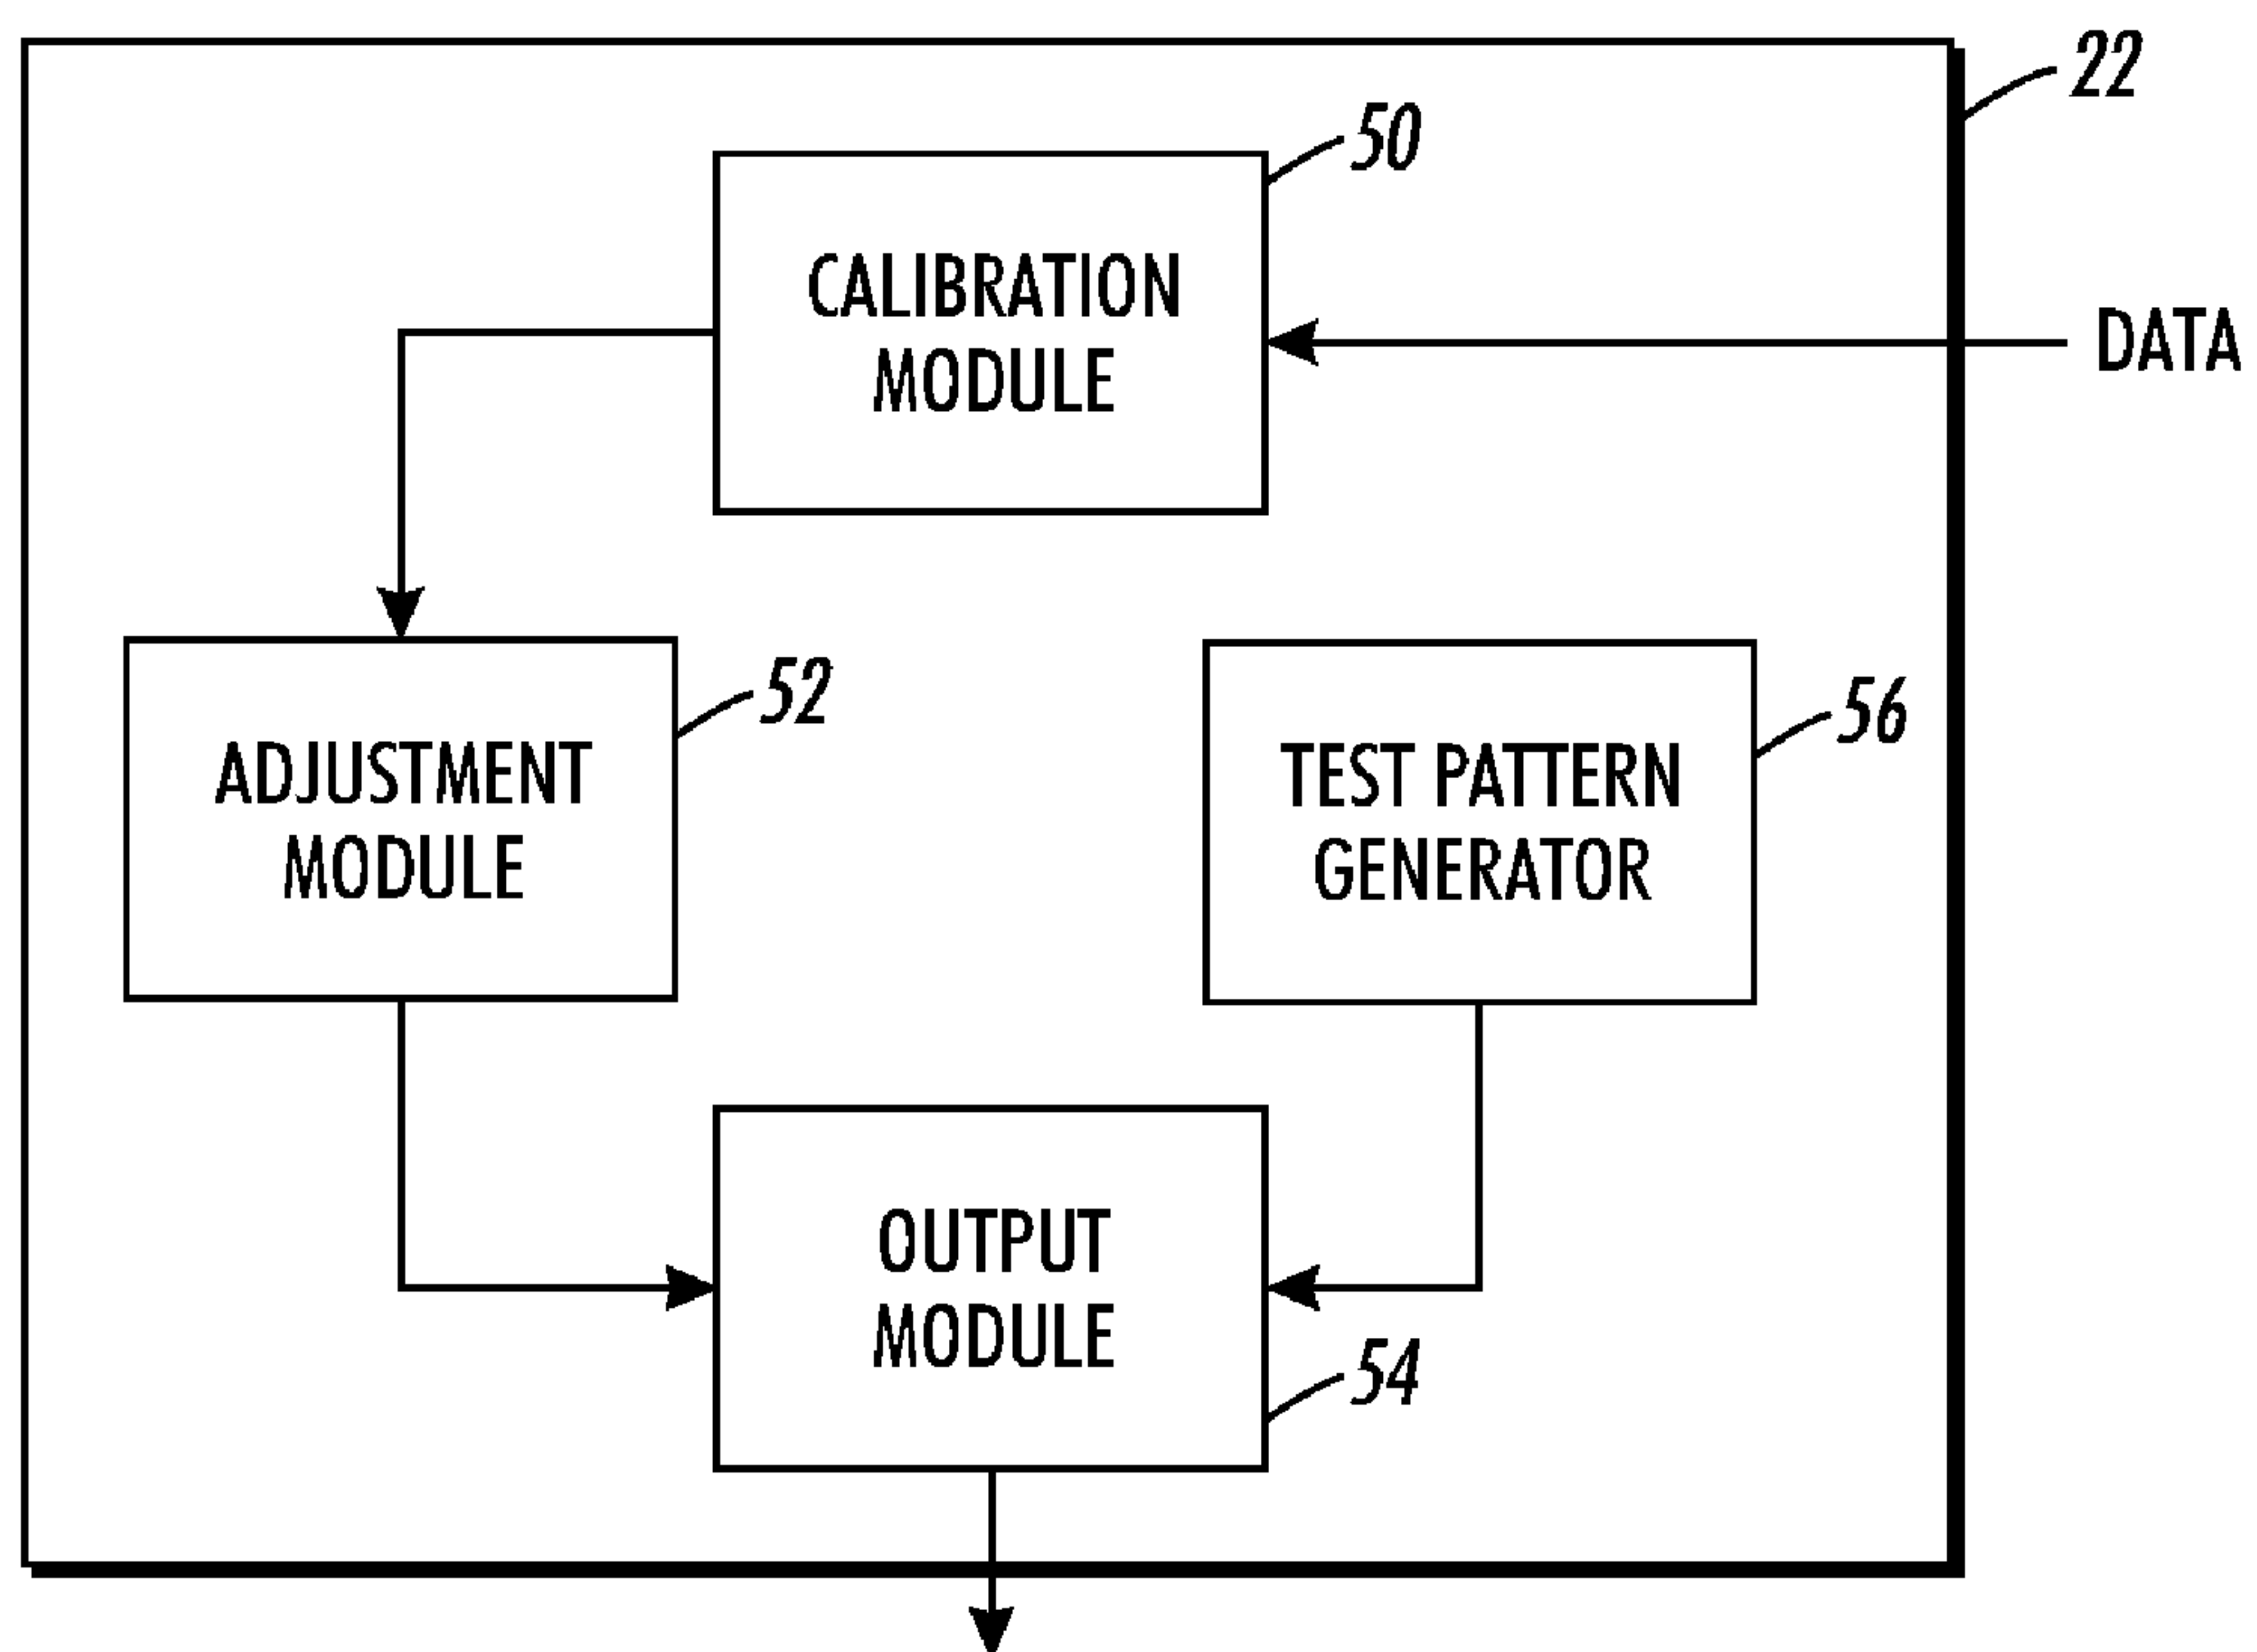 22
50
CALIBRATION
MODULE
DATA
52
ADJUSTMENT
MODULE
56
TEST PATTERN
GENERATOR
OUTPUT
MODULE
54